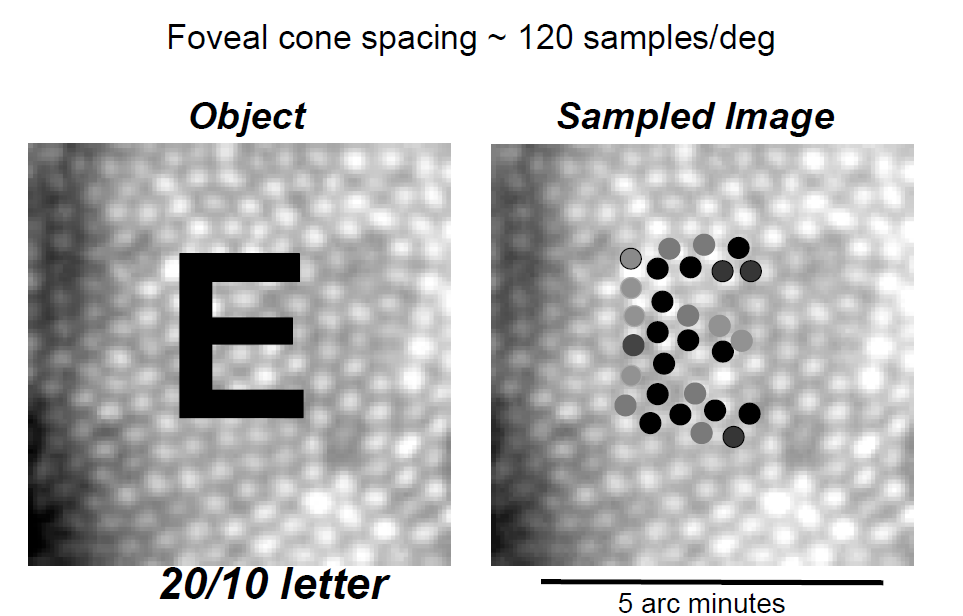 Foveal cone spacing ~ 120 samples/deg
Object
Sampled Image
E
20/10 letter
5 arc minutes